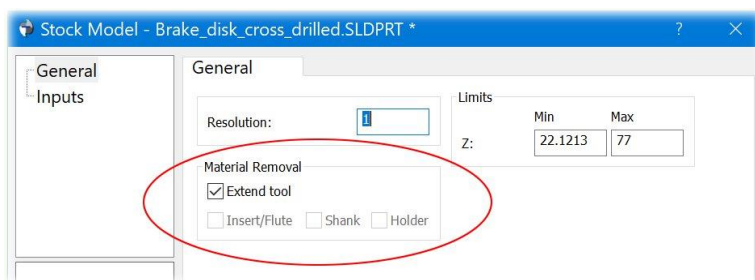 Stock Model - Brake_disk_cross_drilled.SLDPRT * ? ×
General
Inputs
General
Resolution: 1
Limits
Min Max
Z: 22.1213 77
Material Removal
Extend tool
Insert/Flute Shank Holder